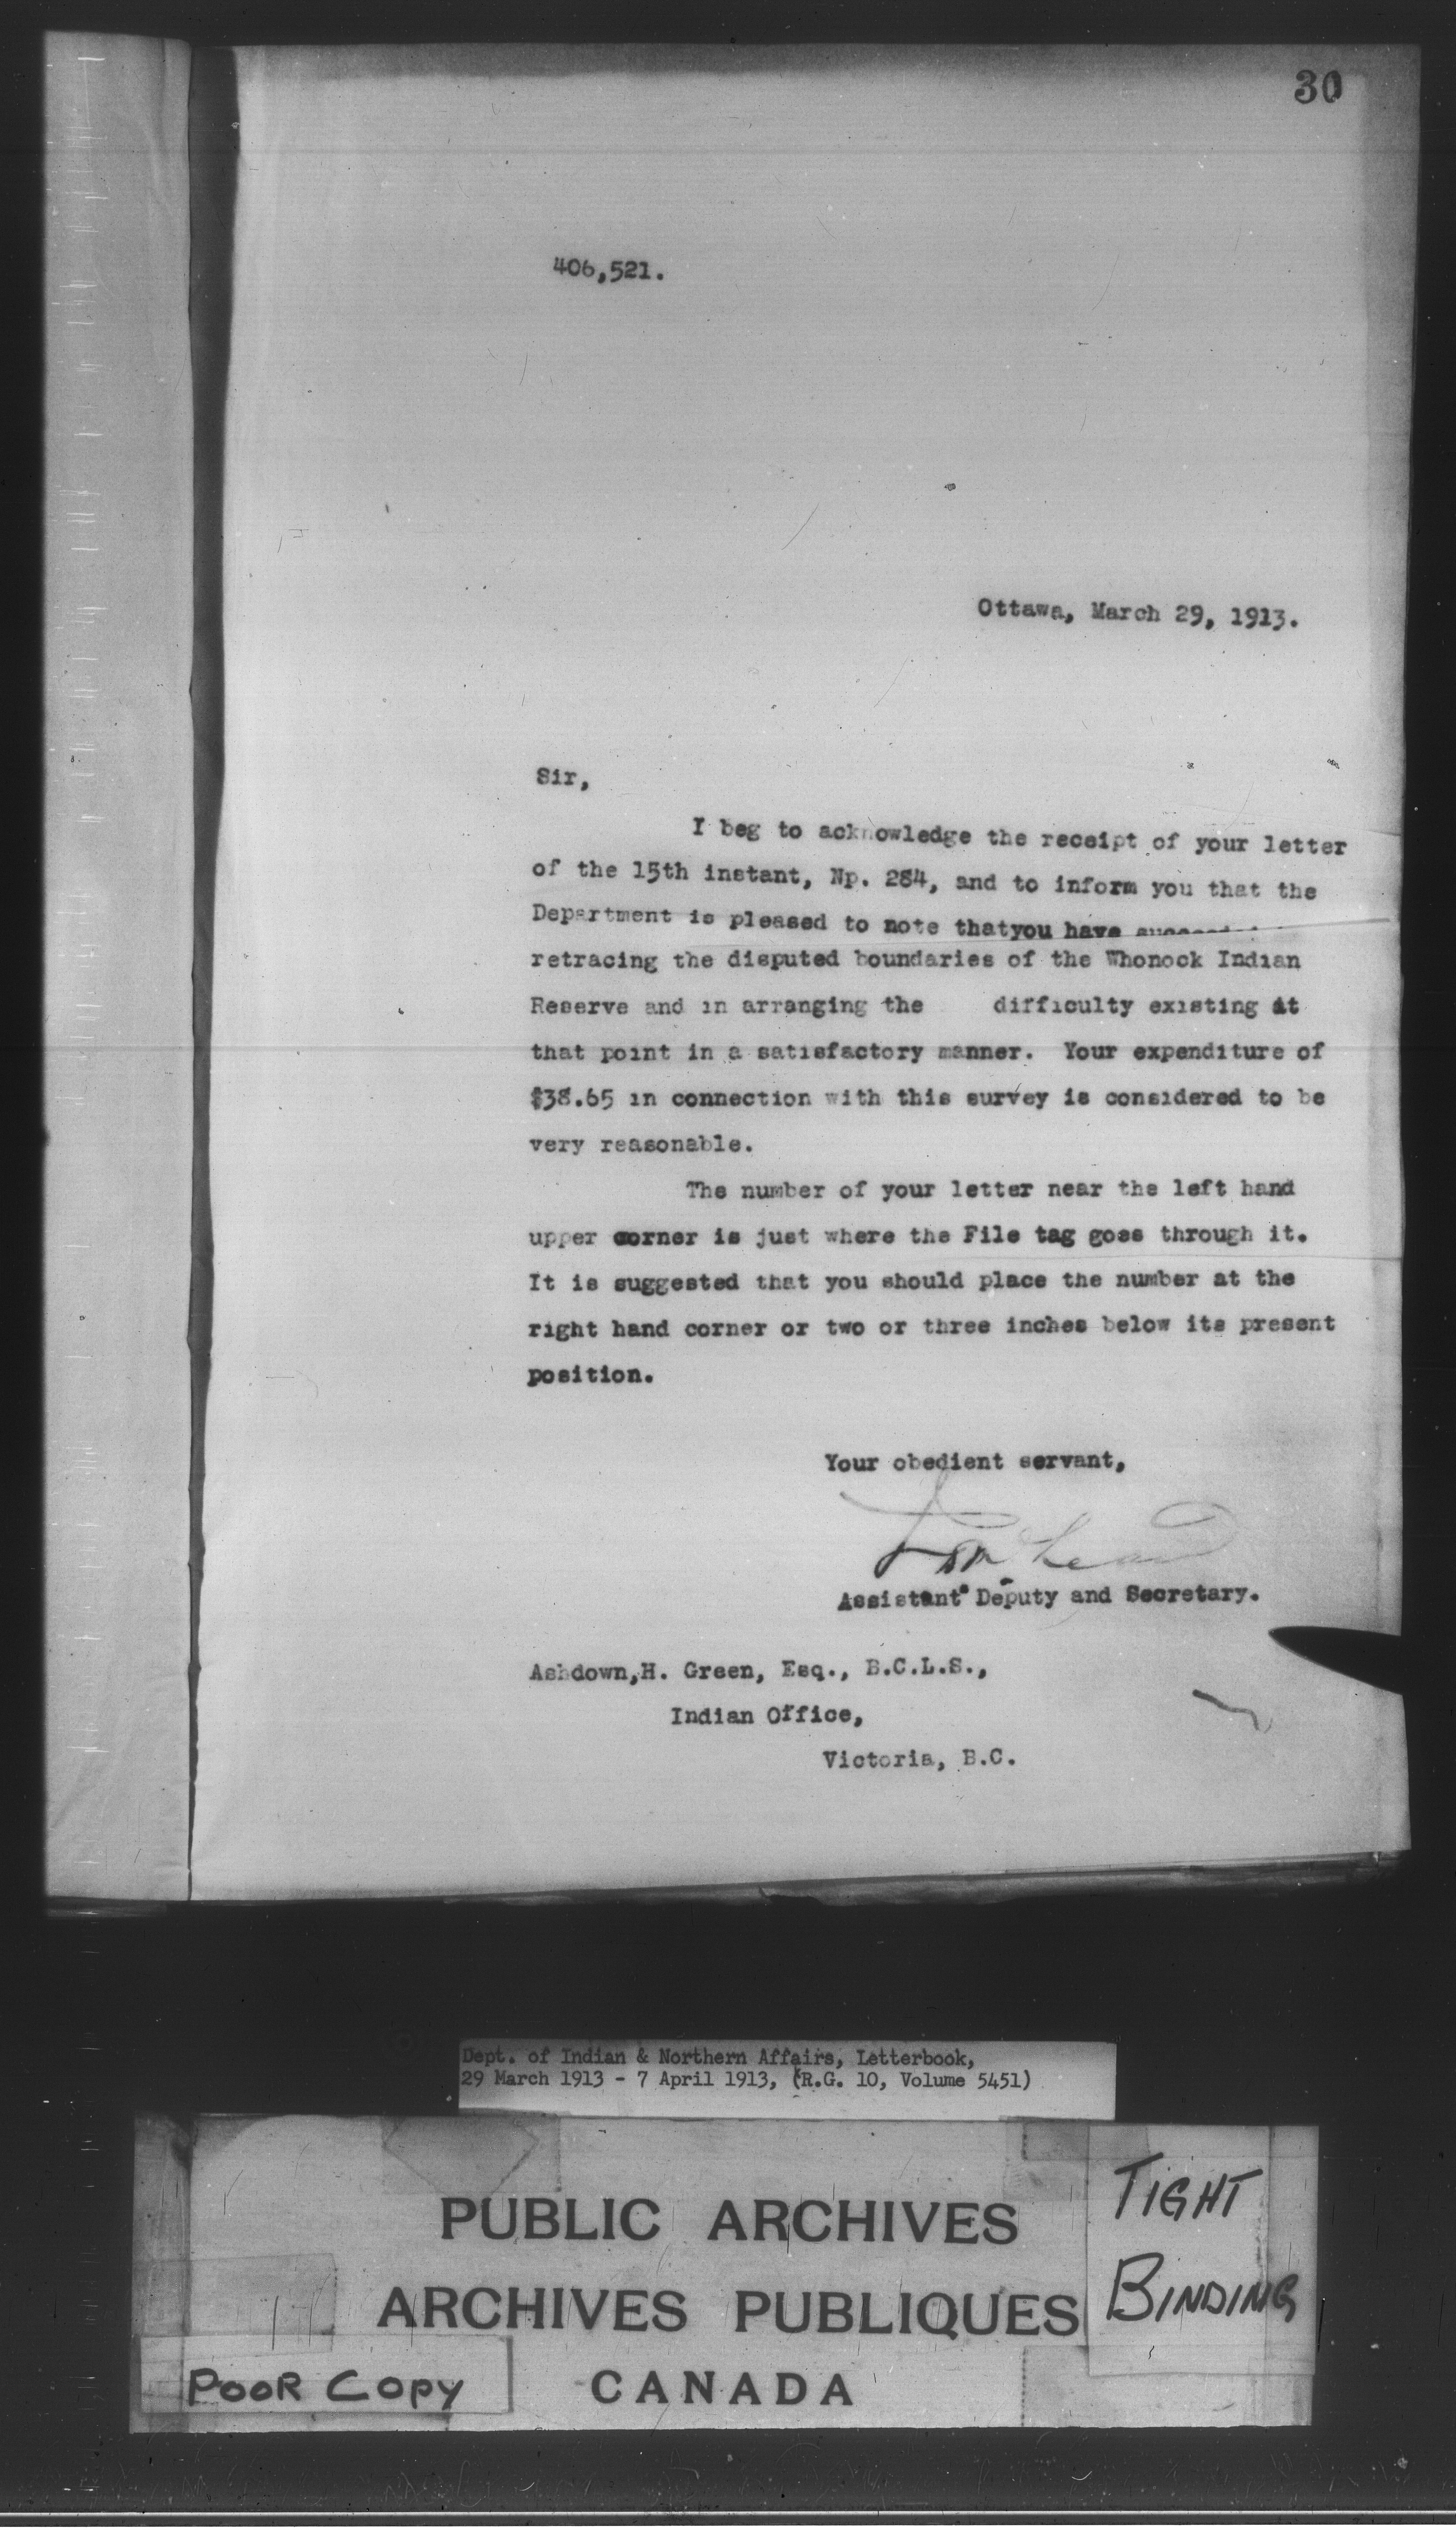 30
406,521.
Ottawa, March 29, 1913.
Sir,
I beg to acknowledge the receipt of your letter
of the 15th instant, Np. 284, and to inform you that the
Department is pleased to note thatyou have
retracing the disputed boundaries of the Whonock Indian
Reserve and in arranging the difficulty existing at
that point in a satisfactory manner. Your expenditure of
$38.65 in connection with this survey is considered to be
very reasonable.
The number of your letter near the left hand
upper corner is just where the File tag goes through it.
It is suggested that you should place the number at the
right hand corner or two or three inches below its present
position.
Your obedient servant,
Assistant Deputy and Secretary.
Ashdown,H. Green, Esq., B.C.L.S.,
Indian Office,
Victoria, B.C.
Dept. of Indian & Northern Affairs, Letterbook,
29 March 1913 - 7 April 1913, (R.G. 10, Volume 5451)
PUBLIC ARCHIVES
ARCHIVES PUBLIQUES
CANADA
TIGHT
BINDING
POOR COPY